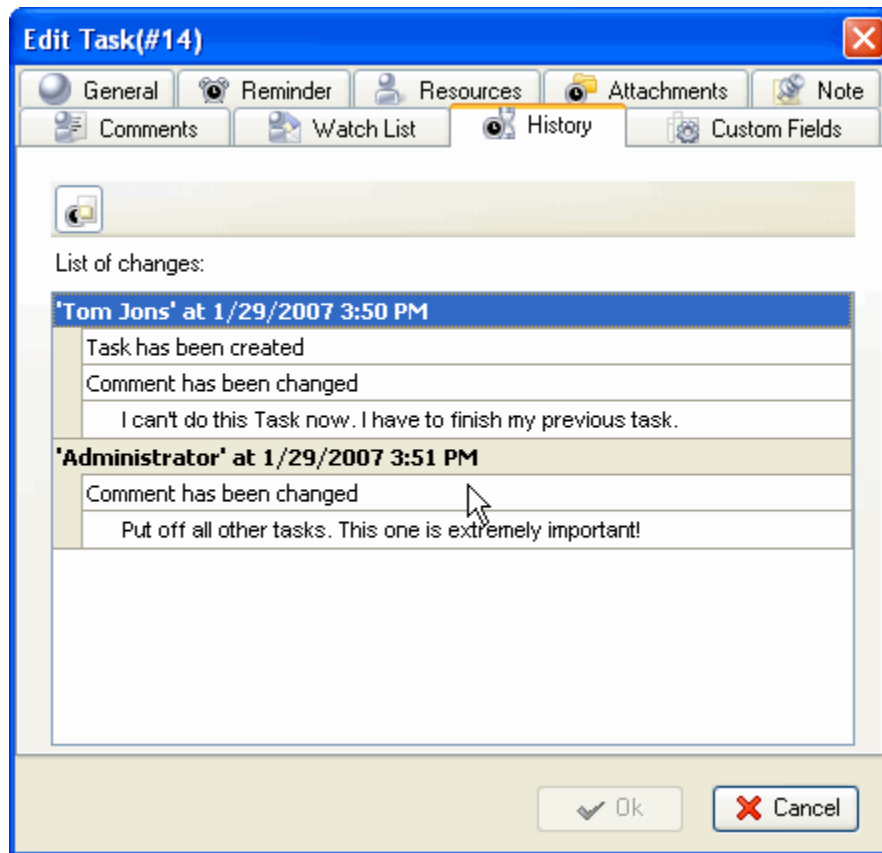 Edit Task(#14)
General Reminder Resources Attachments Note
Comments Watch List History Custom Fields
List of changes:
'Tom Jons' at 1/29/2007 3:50 PM
Task has been created
Comment has been changed
I can't do this Task now. I have to finish my previous task.
'Administrator' at 1/29/2007 3:51 PM
Comment has been changed
Put off all other tasks. This one is extremely important!
Ok Cancel